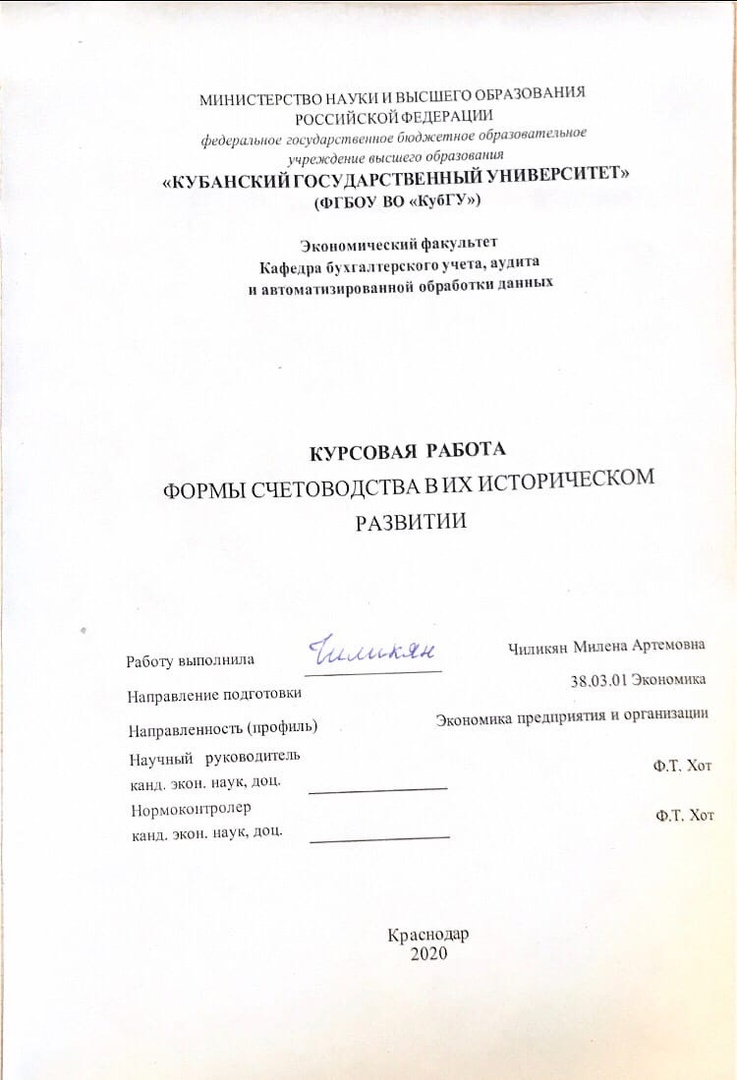 МИНИСТЕРСТВО НАУКИ И ВЫСШЕГО ОБРАЗОВАНИЯ
РОССИЙСКОЙ ФЕДЕРАЦИИ
федеральное государственное бюджетное образовательное
учреждение высшего образования
«КУБАНСКИЙ ГОСУДАРСТВЕННЫЙ УНИВЕРСИТЕТ»
(ФГБОУ ВО «КубГУ»)
Экономический факультет
Кафедра бухгалтерского учета, аудита
и автоматизированной обработки данных
КУРСОВАЯ РАБОТА
ФОРМЫ СЧЕТОВОДСТВА В ИХ ИСТОРИЧЕСКОМ
РАЗВИТИИ
Работу выполнила Чиликян Чиликян Милена Артемовна
Направление подготовки 38.03.01 Экономика
Направленность (профиль) Экономика предприятия и организации
Научный руководитель
канд. экон. наук, доц. Ф.Т. Хот
Нормоконтролер
канд. экон. наук, доц. Ф.Т. Хот
Краснодар
2020